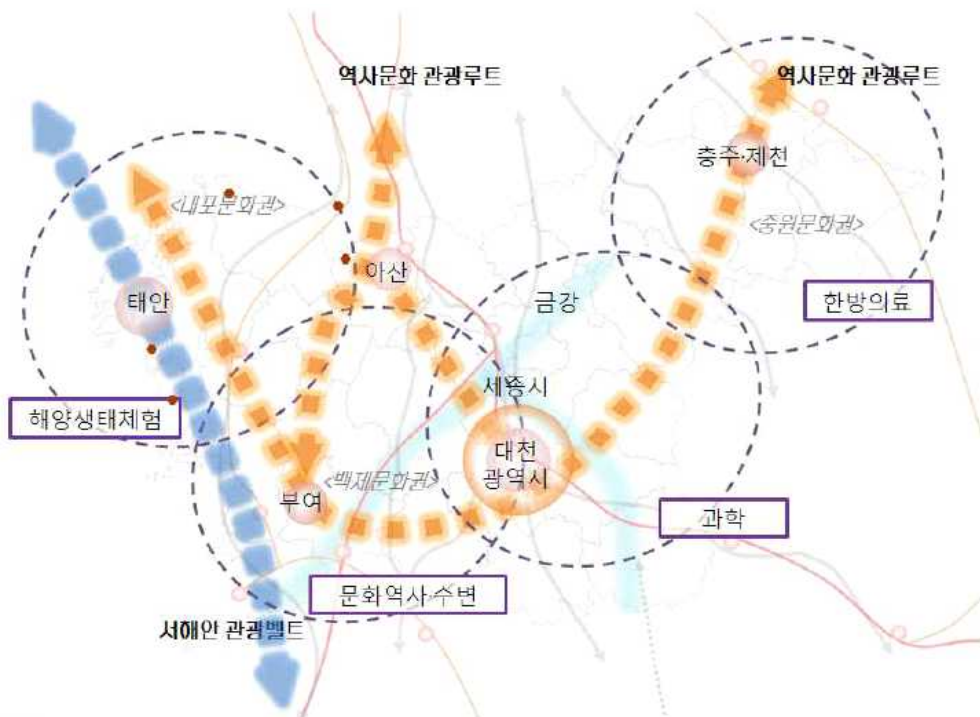 역사문화 관광루트
역사문화 관광루트
충주·제천
<내포문화권>
<중원문화권>
아산
태안
금강
한방의료
세종시
해양생태체험
대전
광역시
<백제문화권>
부여
과학
문화역사·수변
서해안 관광벨트